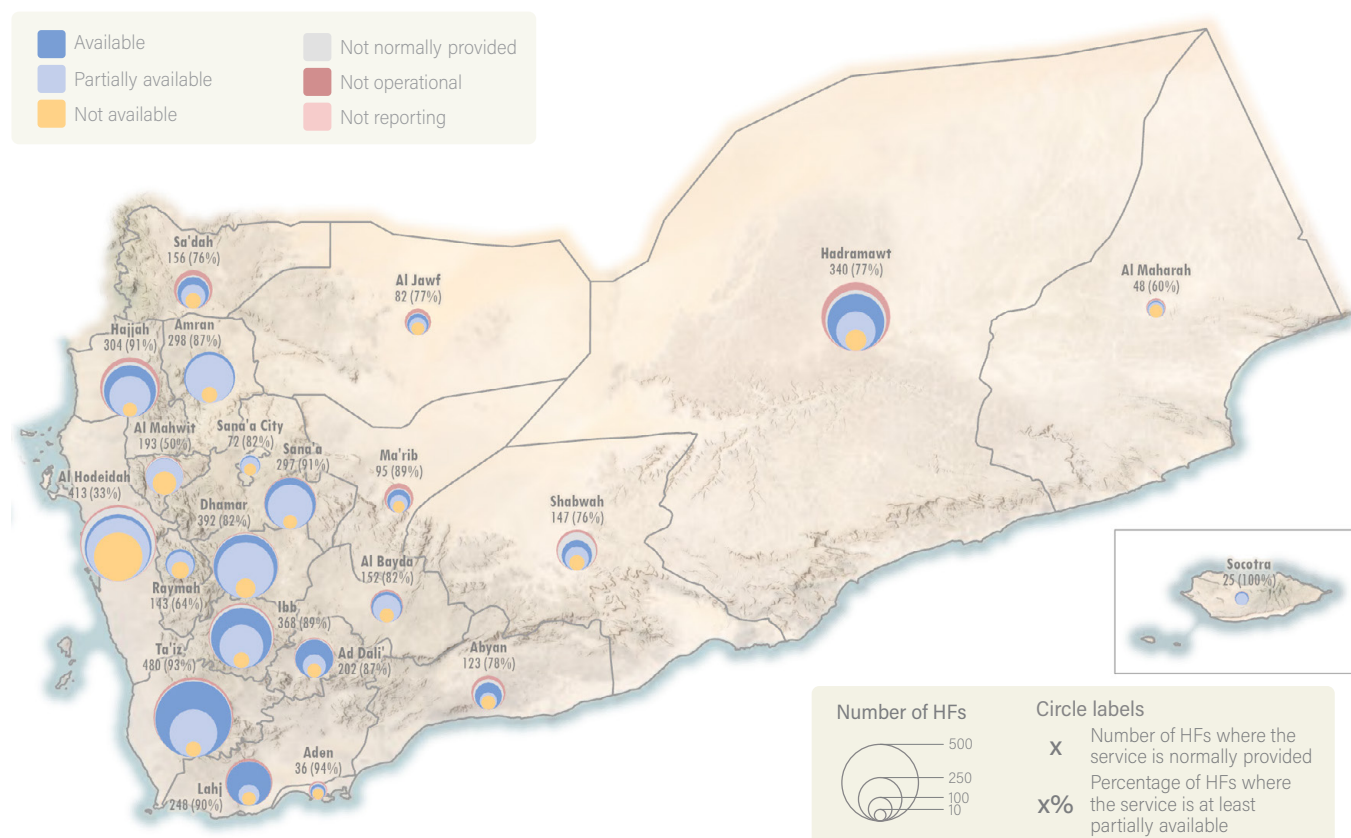 Available
Partially available
Not available
Not normally provided
Not operational
Not reporting
Sa'dah
156 (76%)
Al Jawf
82 (77%)
Hadramawt
340 (77%)
Al Maharah
48 (60%)
Hajjah
304 (91%)
Amran
298 (87%)
Al Mahwit
193 (50%)
Sana'a City
72 (82%)
Sana'a
297 (91%)
Ma'rib
95 (89%)
Al Hodeidah
413 (33%)
Dhamar
392 (82%)
Shabwah
147 (76%)
Raymah
143 (64%)
Al Bayda
152 (82%)
Socotra
25 (100%)
Ibb
368 (89%)
Ta'iz
480 (93%)
Ad Dali'
202 (87%)
Abyan
123 (78%)
Aden
36 (94%)
Lahj
248 (90%)
Number of HFs
500
250
100
10
Circle labels
x Number of HFs where the
service is normally provided
x% Percentage of HFs where
the service is at least
partially available